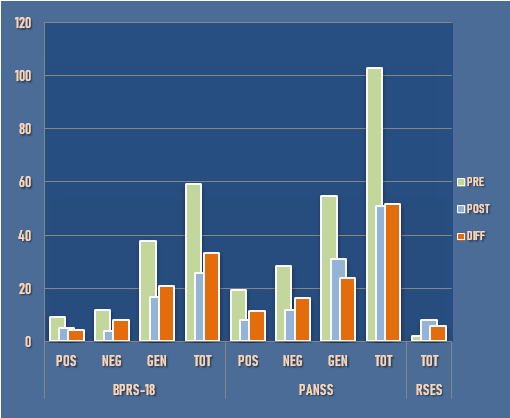 120
100
80
60
40
20
0
PRE
POST
DIFF
POS NEG GEN TOT POS NEG GEN TOT TOT
BPRS-18 PANSS RSES